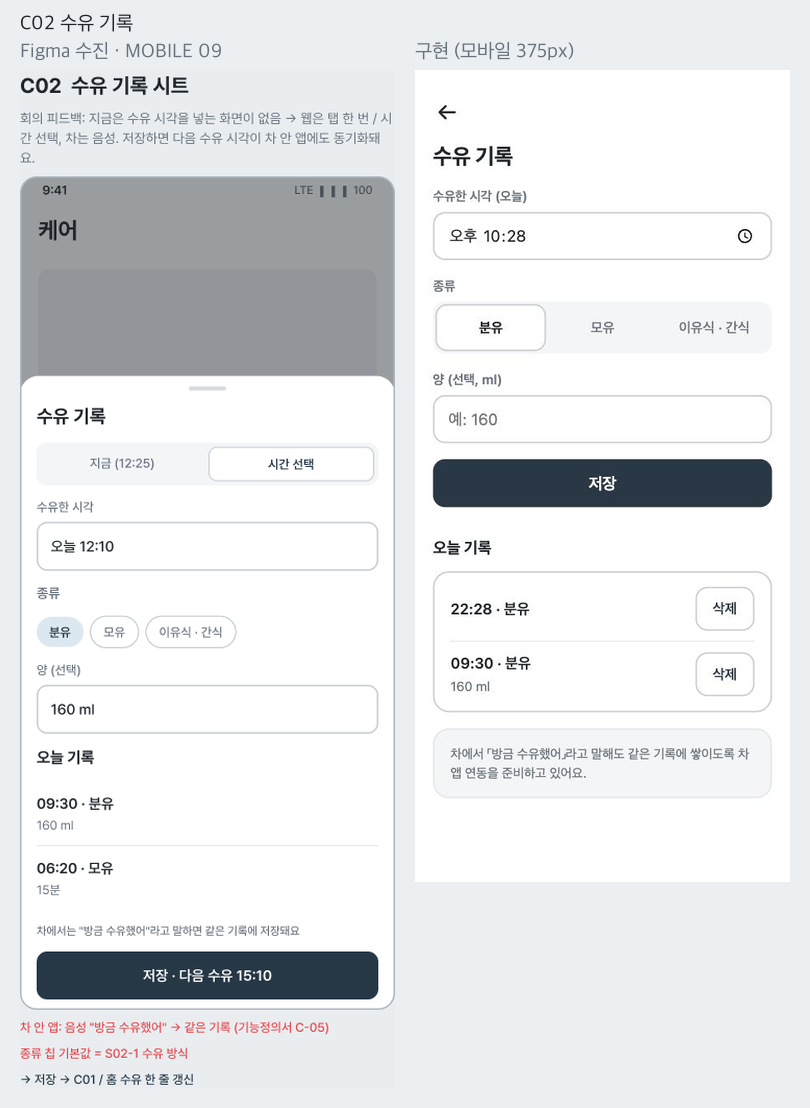 C02 수유 기록
Figma 수진 · MOBILE 09
C02 수유 기록 시트
회의 피드백: 지금은 수유 시각을 넣는 화면이 없음 → 웹은 탭 한 번 / 시
간 선택, 차는 음성. 저장하면 다음 수유 시각이 차 안 앱에도 동기화돼
요.
9:41
LTE ▌▌▌ 100
케어
수유 기록
지금 (12:25)
시간 선택
수유한 시각
오늘 12:10
종류
분유
모유
이유식 · 간식
양 (선택)
160 ml
오늘 기록
09:30 · 분유
160 ml
06:20 · 모유
15분
차에서는 "방금 수유했어"라고 말하면 같은 기록에 저장돼요
저장 · 다음 수유 15:10
차 안 앱: 음성 "방금 수유했어" → 같은 기록 (기능정의서 C-05)
종류 칩 기본값 = S02-1 수유 방식
→ 저장 → C01 / 홈 수유 한 줄 갱신
구현 (모바일 375px)
←
수유 기록
수유한 시각 (오늘)
오후 10:28
종류
분유
모유
이유식 · 간식
양 (선택, ml)
예: 160
저장
오늘 기록
22:28 · 분유
삭제
09:30 · 분유
160 ml
삭제
차에서 「방금 수유했어」라고 말해도 같은 기록에 쌓이도록 차
앱 연동을 준비하고 있어요.